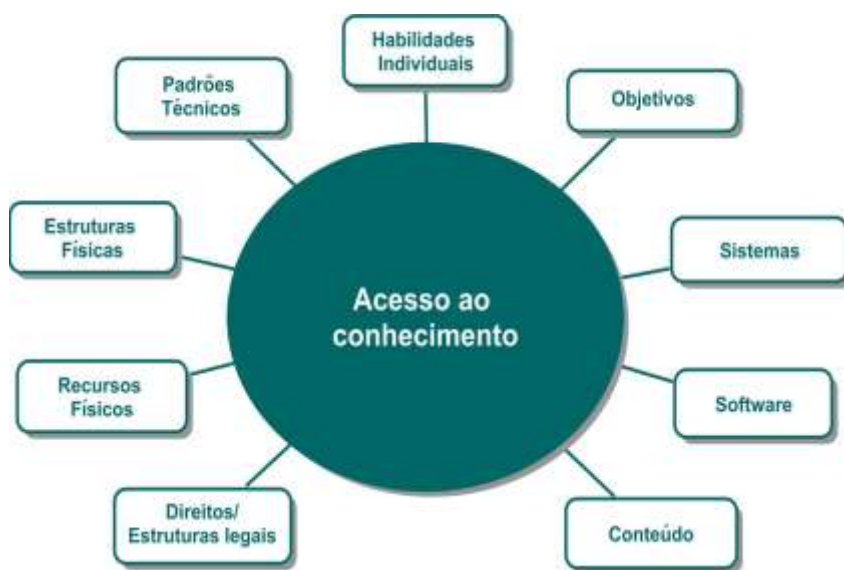 Habilidades
Individuais
Padrões
Técnicos
Objetivos
Estruturas
Físicas
Sistemas
Acesso ao
conhecimento
Recursos
Físicos
Software
Direitos/
Estruturas legais
Conteúdo